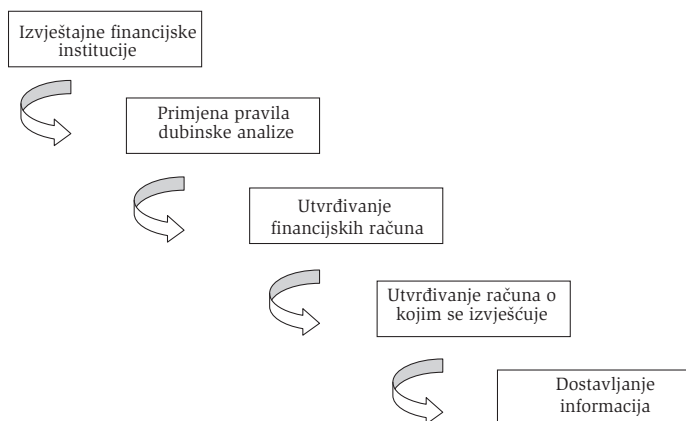 Izvještajne financijske
institucije
Primjena pravila
dubinske analize
Utvrđivanje
financijskih računa
Utvrđivanje računa o
kojim se izvješćuje
Dostavljanje
informacija